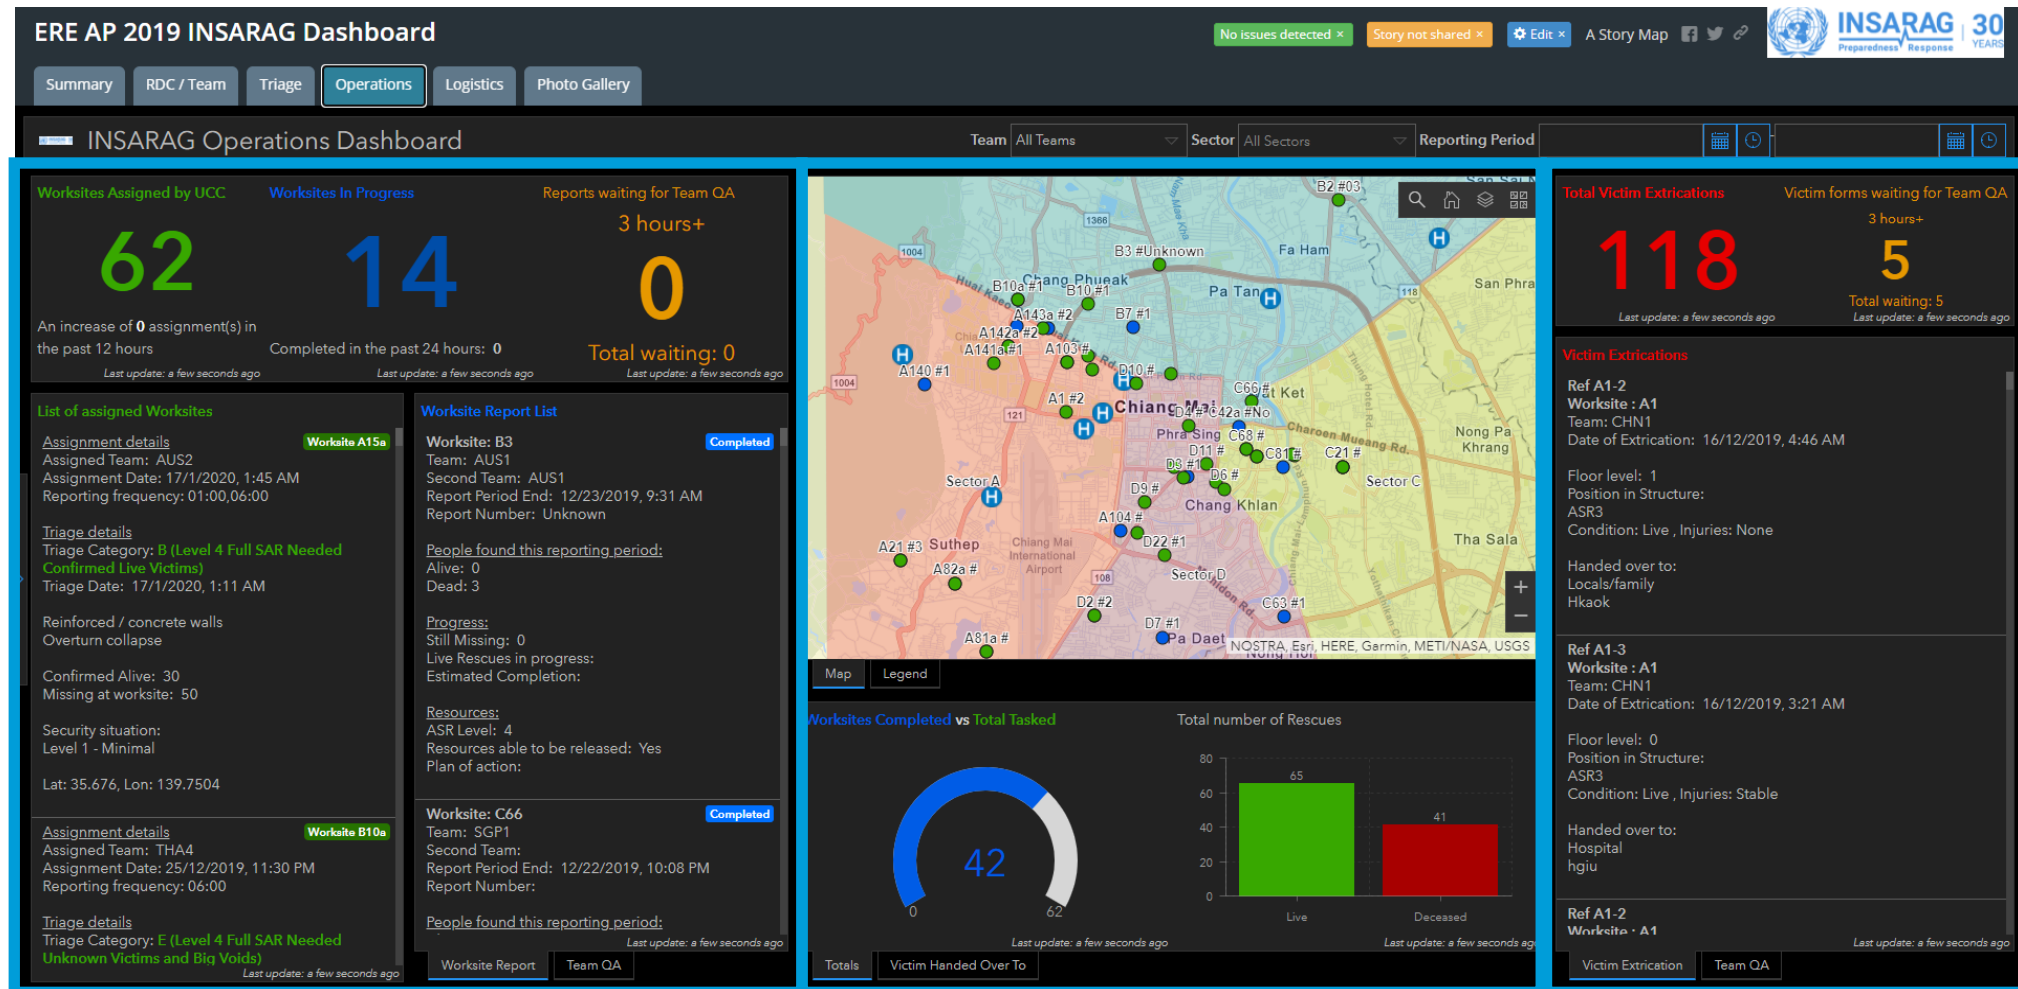 ERE AP 2019 INSARAG Dashboard
No issues detected ×
Story not shared ×
Edit ×
A Story Map
INSARAG
Preparedness Response
30
YEARS
Summary
RDC / Team
Triage
Operations
Logistics
Photo Gallery
INSARAG Operations Dashboard
Team
All Teams
Sector
All Sectors
Reporting Period
Worksites Assigned by UCC
62
An increase of 0 assignment(s) in
the past 12 hours
Last update: a few seconds ago
Worksites In Progress
14
Completed in the past 24 hours: 0
Last update: a few seconds ago
Reports waiting for Team QA
3 hours+
0
Total waiting: 0
Last update: a few seconds ago
List of assigned Worksites
Assignment details
Worksite A15a
Assigned Team: AUS2
Assignment Date: 17/1/2020, 1:45 AM
Reporting frequency: 01:00,06:00
Triage details
Triage Category: B (Level 4 Full SAR Needed
Confirmed Live Victims)
Triage Date: 17/1/2020, 1:11 AM
Reinforced / concrete walls
Overturn collapse
Confirmed Alive: 30
Missing at worksite: 50
Security situation:
Level 1 - Minimal
Lat: 35.676, Lon: 139.7504
Assignment details
Worksite B10a
Assigned Team: THA4
Assignment Date: 25/12/2019, 11:30 PM
Reporting frequency: 06:00
Triage details
Triage Category: E (Level 4 Full SAR Needed
Unknown Victims and Big Voids)
Last update: a few seconds ago
Worksite Report List
Worksite: B3
Completed
Team: AUS1
Second Team: AUS1
Report Period End: 12/23/2019, 9:31 AM
Report Number: Unknown
People found this reporting period:
Alive: 0
Dead: 3
Progress:
Still Missing: 0
Live Rescues in progress:
Estimated Completion:
Resources:
ASR Level: 4
Resources able to be released: Yes
Plan of action:
Worksite: C66
Completed
Team: SGP1
Second Team:
Report Period End: 12/22/2019, 10:08 PM
Report Number:
People found this reporting period:
Last update: a few seconds ago
Worksite Report
Team QA
B2 #03
San Sai N
1366
1004
B3 #Unknown
Fa Ham
Chang Phueak
Huai Kaeo
B10a #1
B10 #1
Pa Tan
118
San Phra
A143a #2
B7 #1
A142a #2
A141a #1
A103 #
A140 #1
D10 #
1004
C66 #
at Ket
A1 #2
121
Chiang Mai
D4 #
C42a #No
Phra Sing
C68 #
Charoen Mueang Rd.
Nong Pa
Khrang
D11 #
C81 #
C21 #
D3 #1
D6 #
Sector A
Sector C
D9 #
Chang Khlan
A104 #
Tha Sala
A21 #3
Suthep
Chiang Mai
International
Airport
D22 #1
A82a #
108
Sector D
D2 #2
C63 #1
D7 #1
A81a #
Pa Daet
NOSTRA, Esri, HERE, Garmin, METI/NASA, USGS
Nong Hoi
Map
Legend
Worksites Completed vs Total Tasked
42
0
62
Last update: a few seconds ago
Total number of Rescues
80
60
40
20
0
65
41
Live
Deceased
Last update: a few seconds ago
Totals
Victim Handed Over To
Total Victim Extrications
118
Last update: a few seconds ago
Victim forms waiting for Team QA
3 hours+
5
Total waiting: 5
Last update: a few seconds ago
Victim Extrications
Ref A1-2
Worksite : A1
Team: CHN1
Date of Extrication: 16/12/2019, 4:46 AM
Floor level: 1
Position in Structure:
ASR3
Condition: Live , Injuries: None
Handed over to:
Locals/family
Hkaok
Ref A1-3
Worksite : A1
Team: CHN1
Date of Extrication: 16/12/2019, 3:21 AM
Floor level: 0
Position in Structure:
ASR3
Condition: Live , Injuries: Stable
Handed over to:
Hospital
hgiu
Ref A1-2
Worksite : A1
Last update: a few seconds ago
Victim Extrication
Team QA